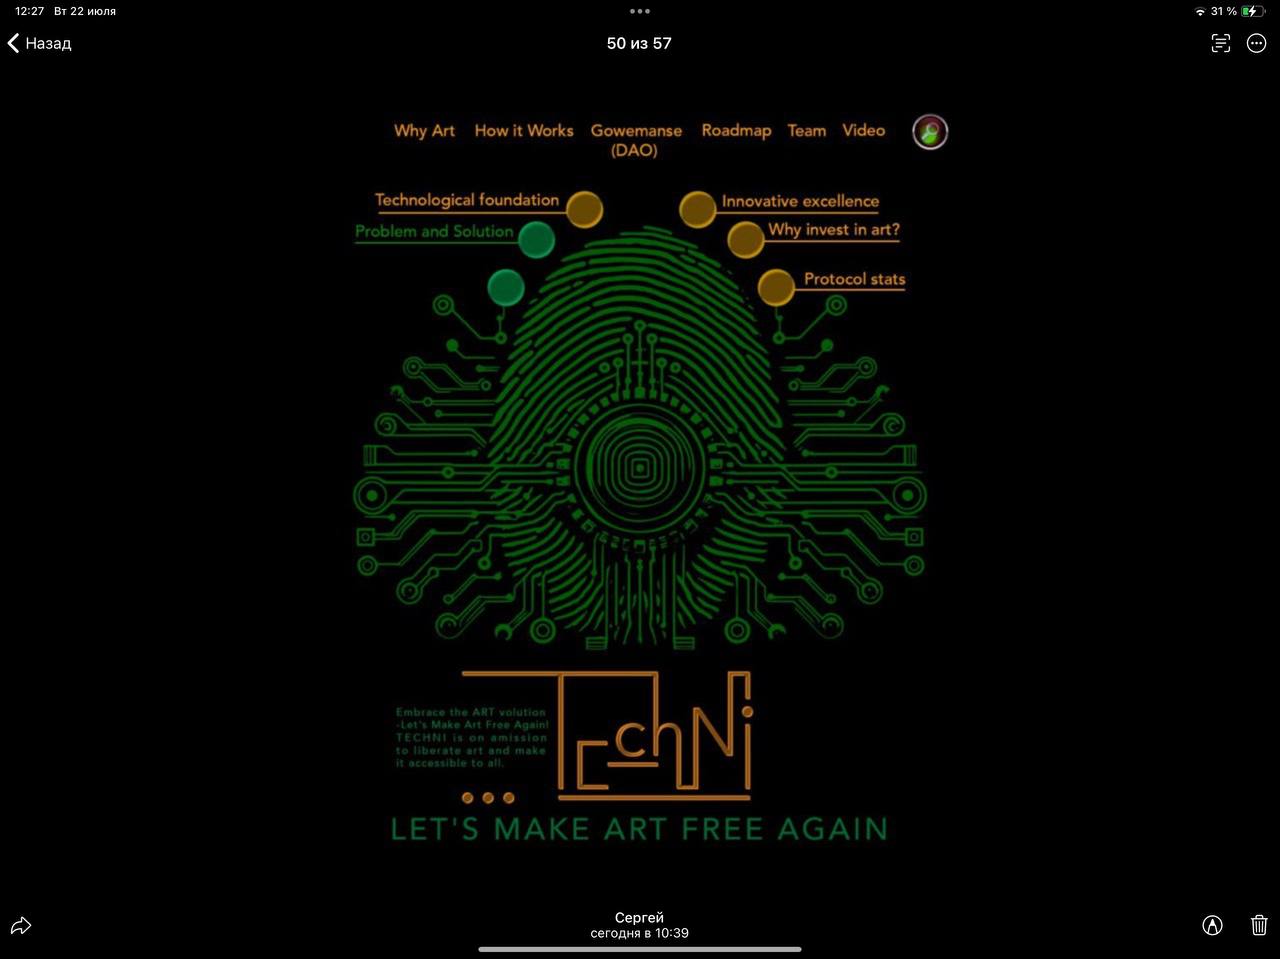 12:27 Вт 22 июля
31 %
Назад
50 из 57
Why Art How it Works Gowemanse Roadmap Team Video
(DAO)
Technological foundation
Innovative excellence
Problem and Solution
Why invest in art?
Protocol stats
Embrace the ART volution
-Let's Make Art Free Again!
TECHNI is on amission
to liberate art and make
it accessible to all.
TEchNi
LET'S MAKE ART FREE AGAIN
Сергей
сегодня в 10:39